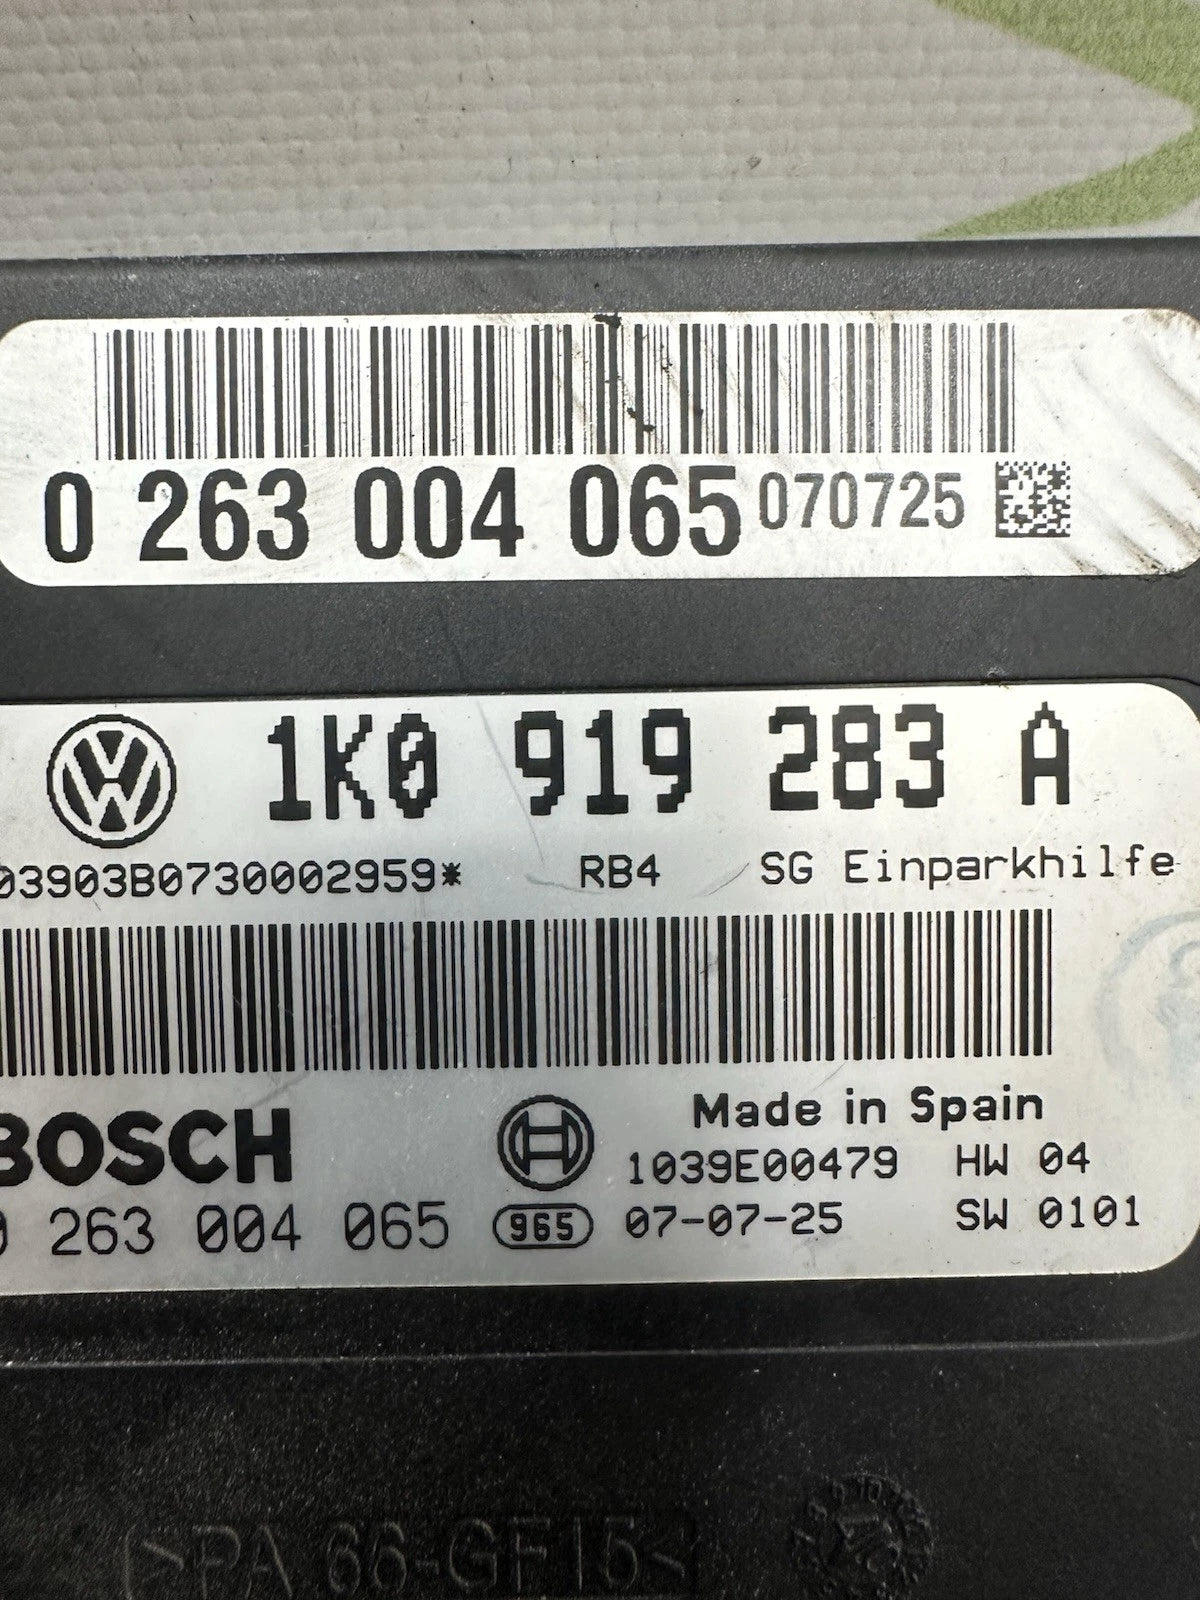 0 263 004 065 070725
1K0 919 283 A
03903B0730002959* RB4 SG Einparkhilfe
BOSCH
Made in Spain
1039E00479 HW 04
0 263 004 065 965 07-07-25 SW 0101
>PA 66-GF15<